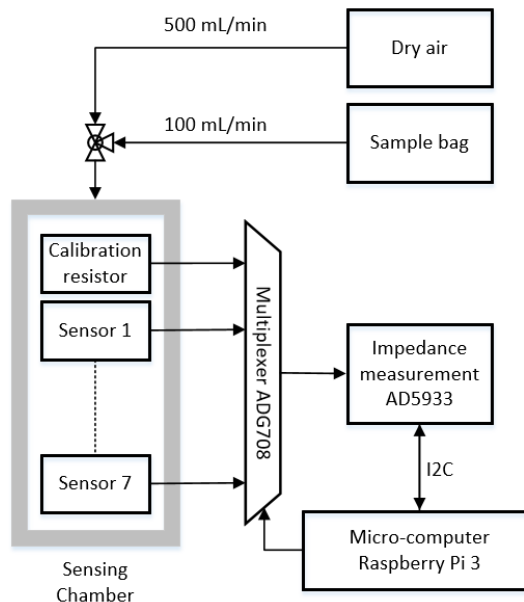 500 mL/min
Dry air
100 mL/min
Sample bag
Calibration
resistor
Sensor 1
Sensor 7
Multiplexer ADG708
Impedance
measurement
AD5933
I2C
Micro-computer
Raspberry Pi 3
Sensing
Chamber